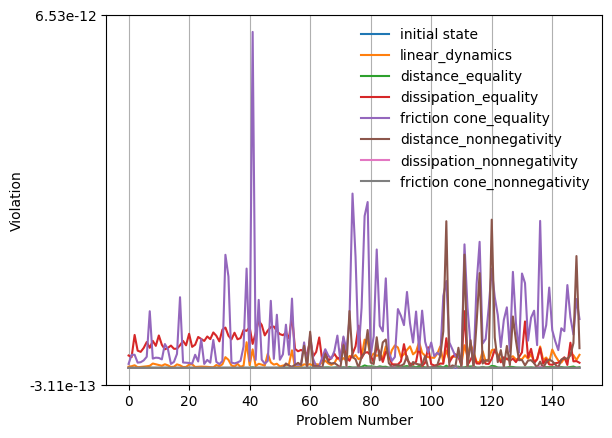 6.53e-12
initial state
linear_dynamics
distance_equality
dissipation_equality
friction cone_equality
distance_nonnegativity
dissipation_nonnegativity
friction cone_nonnegativity
Violation
-3.11e-13
0 20 40 60 80 100 120 140
Problem Number